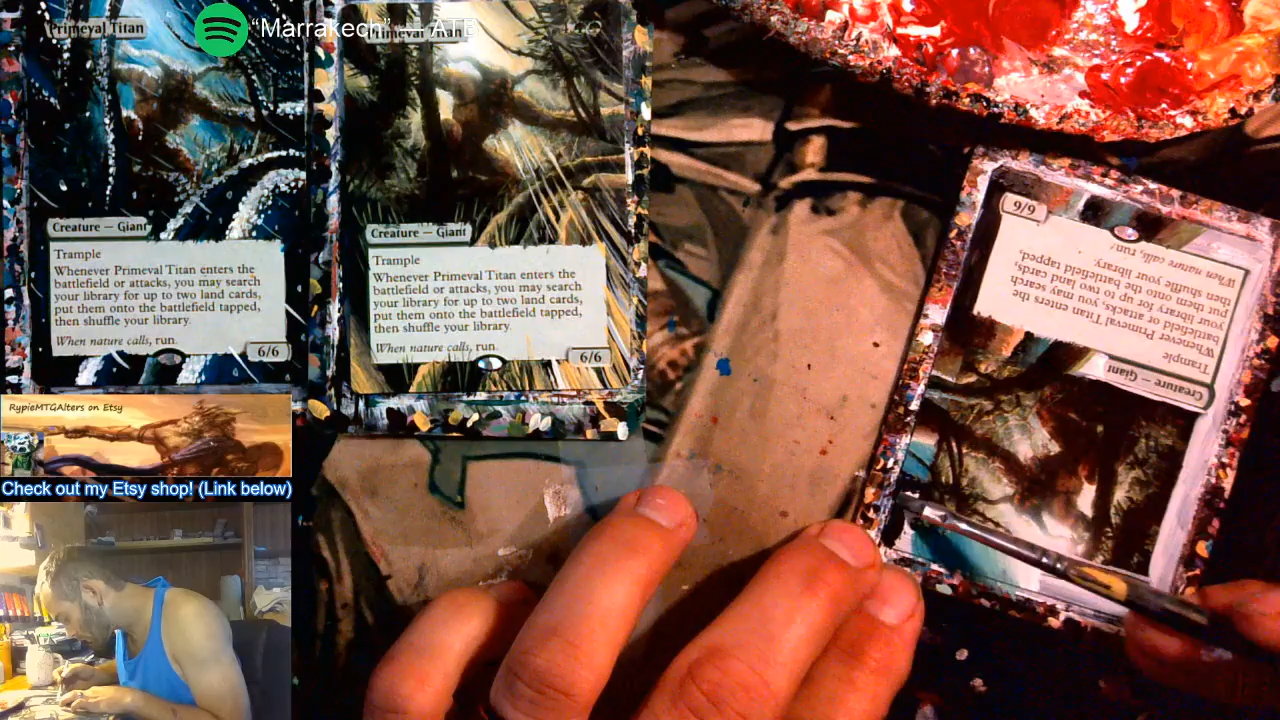 Primeval Titan
"Marrakech" — ATB
Primeval Titan
Creature — Giant
Trample
Whenever Primeval Titan enters the
battlefield or attacks, you may search
your library for up to two land cards,
put them onto the battlefield tapped,
then shuffle your library.
When nature calls, run.
6/6
Creature — Giant
Trample
Whenever Primeval Titan enters the
battlefield or attacks, you may search
your library for up to two land cards,
put them onto the battlefield tapped,
then shuffle your library.
When nature calls, run.
6/6
Creature — Giant
Trample
Whenever Primeval Titan enters the
battlefield or attacks, you may search
your library for up to two land cards,
put them onto the battlefield tapped,
then shuffle your library.
When nature calls, run!
6/6
RypieMTGAlters on Etsy
Check out my Etsy shop! (Link below)